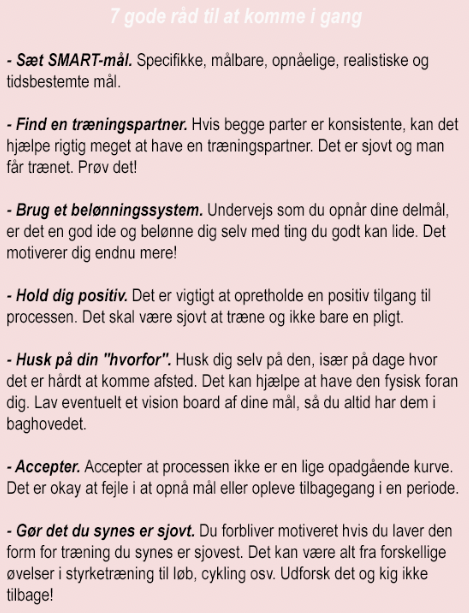 7 gode råd til at komme i gang
- Sæt SMART-mål. Specifikke, målbare, opnåelige, realistiske og
tidsbestemte mål.
- Find en træningspartner. Hvis begge parter er konsistente, kan det
hjælpe rigtig meget at have en træningspartner. Det er sjovt og man
får trænet. Prøv det!
- Brug et belønningssystem. Undervejs som du opnår dine delmål,
er det en god ide og belønne dig selv med ting du godt kan lide. Det
motiverer dig endnu mere!
- Hold dig positiv. Det er vigtigt at opretholde en positiv tilgang til
processen. Det skal være sjovt at træne og ikke bare en pligt.
- Husk på din "hvorfor". Husk dig selv på den, især på dage hvor
det er hårdt at komme afsted. Det kan hjælpe at have den fysisk foran
dig. Lav eventuelt et vision board af dine mål, så du altid har dem i
baghovedet.
- Accepter. Accepter at processen ikke er en lige opadgående kurve.
Det er okay at fejle i at opnå mål eller opleve tilbagegang i en periode.
- Gør det du synes er sjovt. Du forbliver motiveret hvis du laver den
form for træning du synes er sjovest. Det kan være alt fra forskellige
øvelser i styrketræning til løb, cykling osv. Udforsk det og kig ikke
tilbage!